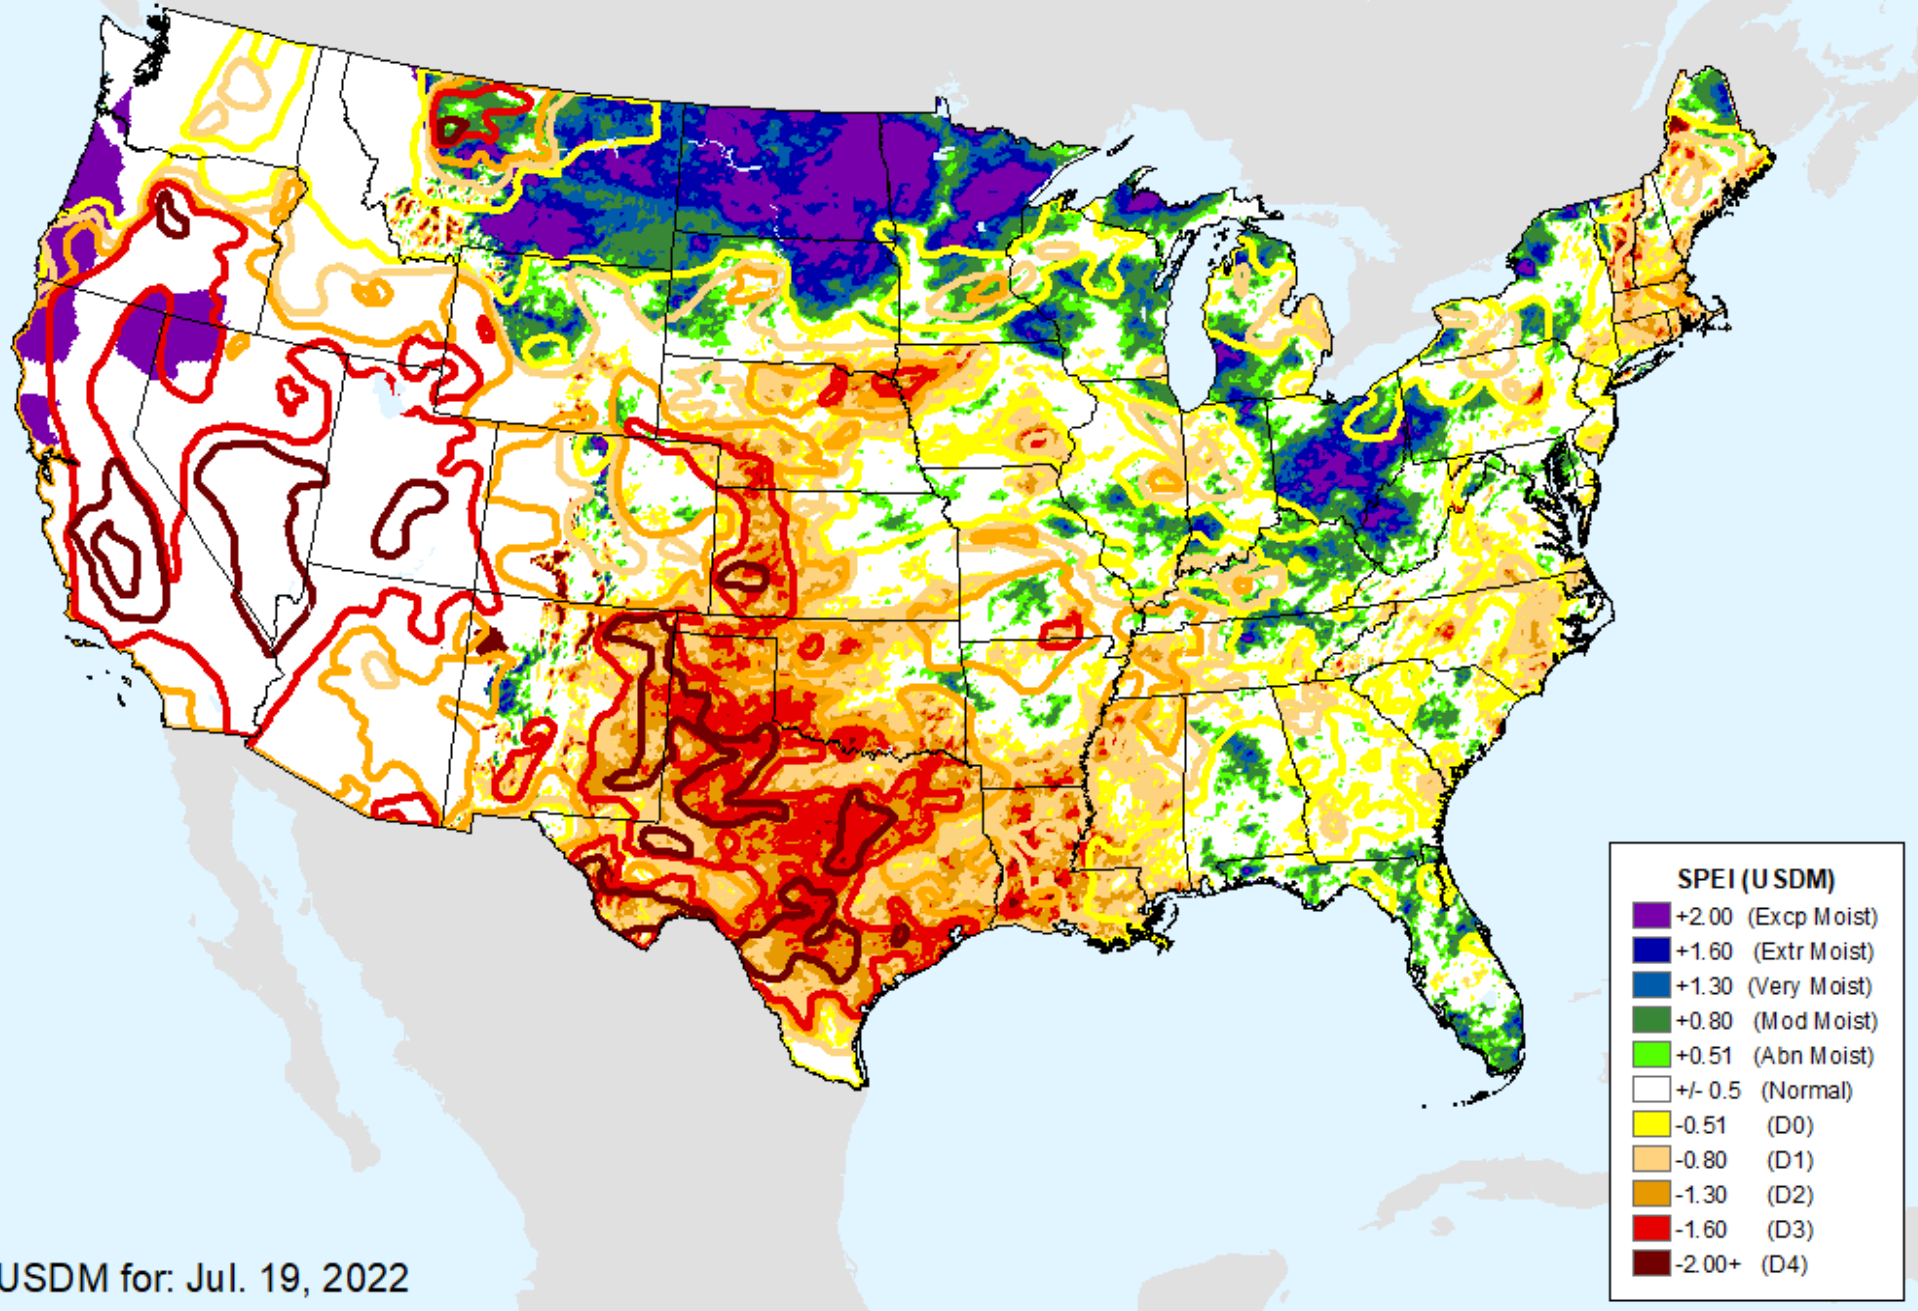 SPEI (USDM)
+2.00 (Excp Moist)
+1.60 (Extr Moist)
+1.30 (Very Moist)
+0.80 (Mod Moist)
+0.51 (Abn Moist)
+/- 0.5 (Normal)
-0.51 (D0)
-0.80 (D1)
-1.30 (D2)
-1.60 (D3)
-2.00+ (D4)
USDM for: Jul. 19, 2022